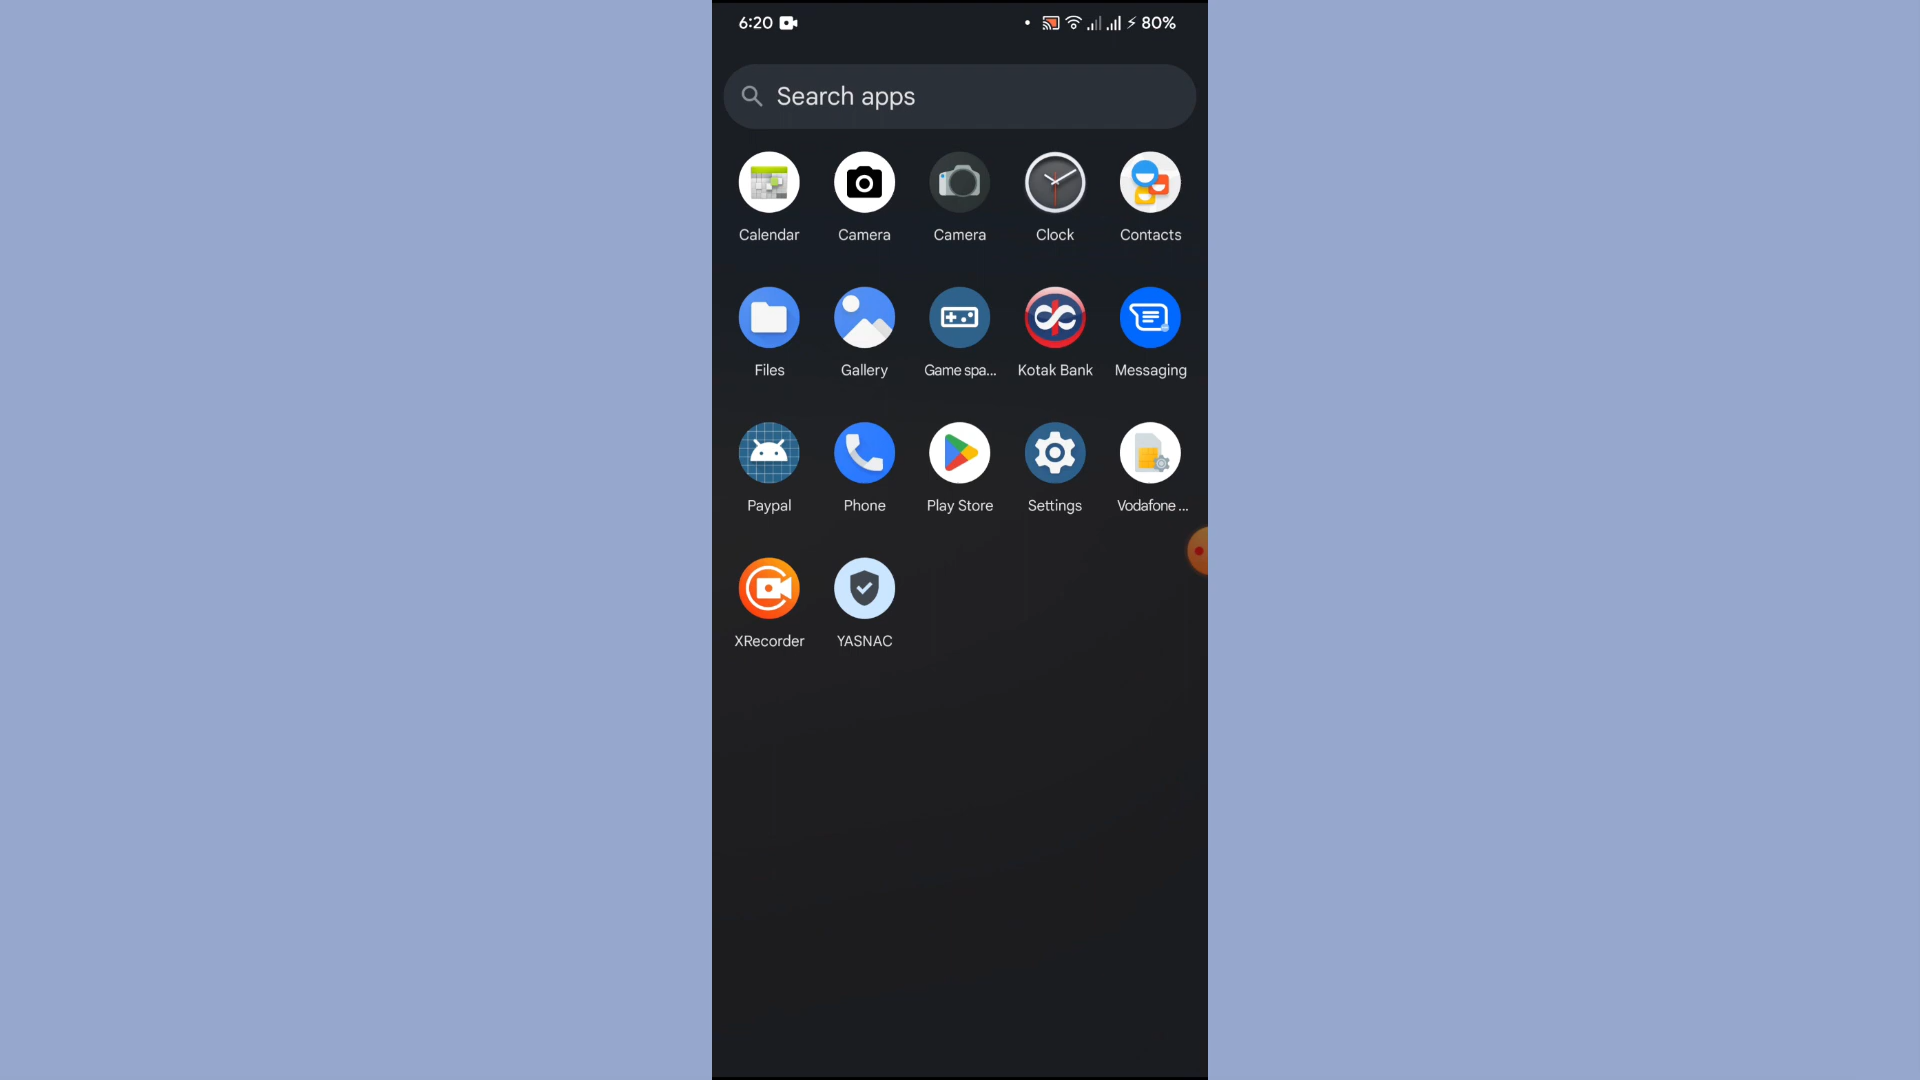 6:20
80%
Search apps
Calendar
Camera
Camera
Clock
Contacts
Files
Gallery
Game spa...
Kotak Bank
Messaging
Paypal
Phone
Play Store
Settings
Vodafone ...
XRecorder
YASNAC